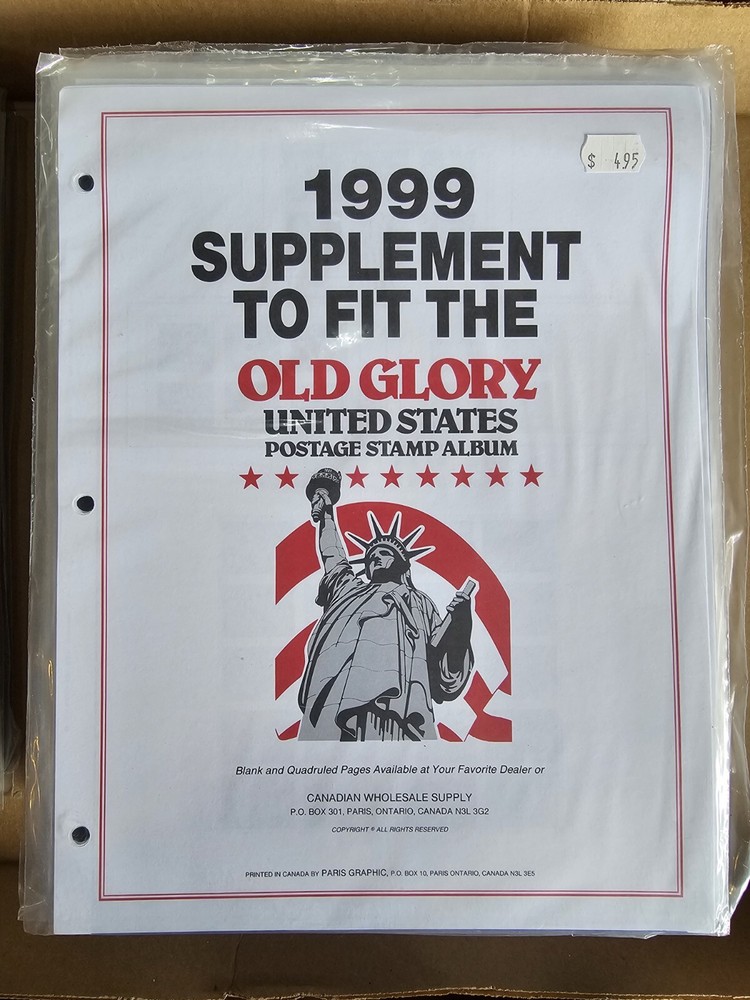 $ 4.95
1999
SUPPLEMENT
TO FIT THE
OLD GLORY
UNITED STATES
POSTAGE STAMP ALBUM
Blank and Quadruled Pages Available at Your Favorite Dealer or
CANADIAN WHOLESALE SUPPLY
P.O. BOX 301, PARIS, ONTARIO, CANADA N3L 3G2
COPYRIGHT © ALL RIGHTS RESERVED
PRINTED IN CANADA BY PARIS GRAPHIC, P.O. BOX 10, PARIS ONTARIO, CANADA N3L 3E5